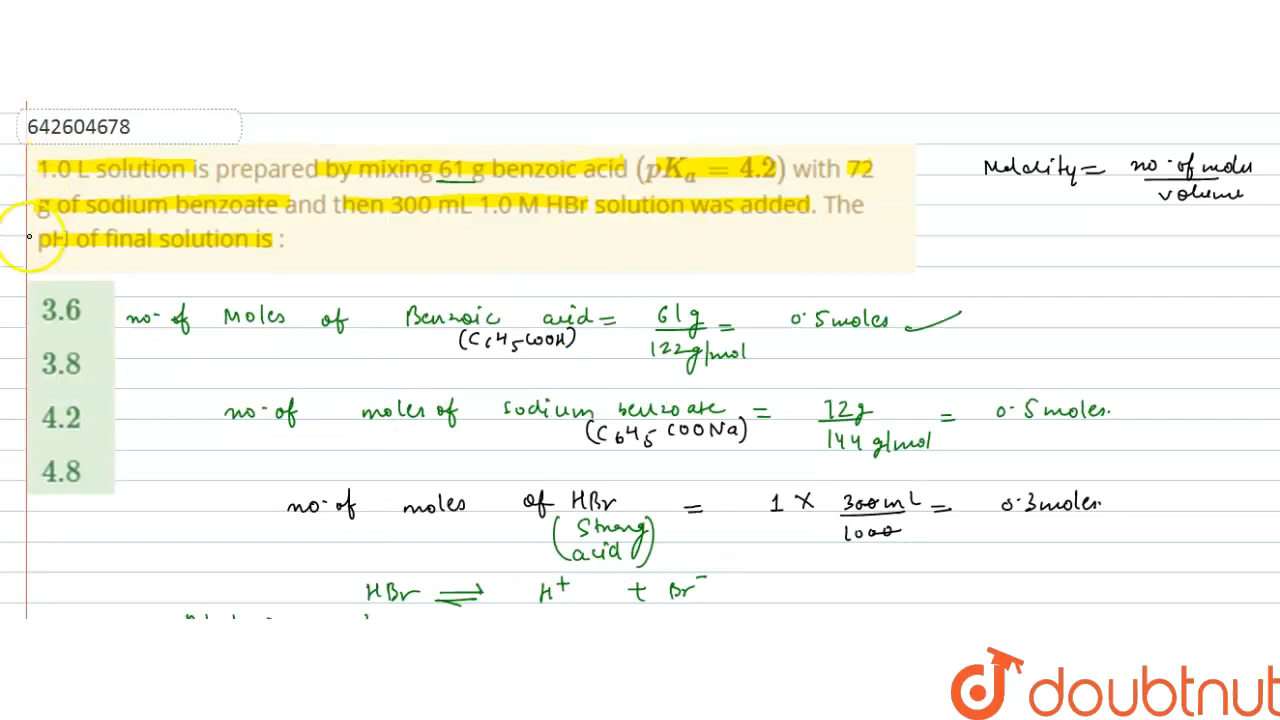 642604678
1.0 L solution is prepared by mixing 61 g benzoic acid (pKₐ = 4.2) with 72
g of sodium benzoate and then 300 mL 1.0 M HBr solution was added. The
pH of final solution is :
Molality = no. of moles
volume
3.6
3.8
4.2
4.8
no. of Moles of Benzoic acid = 61g = 0.5 moles
(C6H5COOH) 122g/mol
no. of moles of sodium benzoate = 72g = 0.5 moles.
(C6H5COONa) 144 g/mol
no. of moles of HBr = 1 × 300mL = 0.3 moles.
(Strong 1000
acid)
HBr ⇌ H⁺ + Br⁻
doubtnut